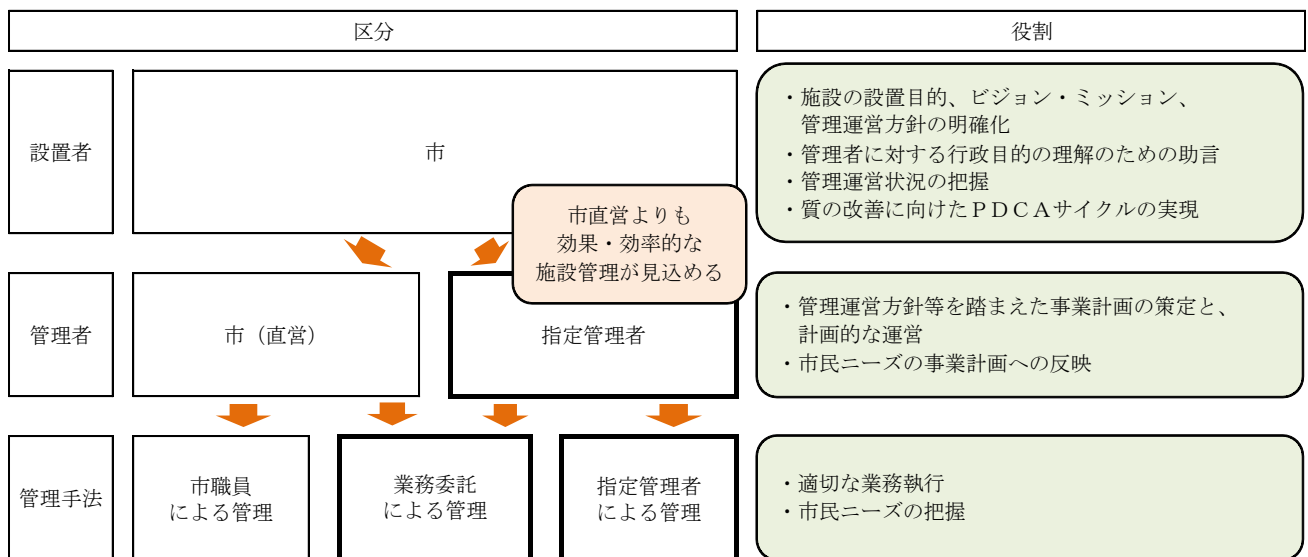 区分
役割
設置者
市
・施設の設置目的、ビジョン・ミッション、
管理運営方針の明確化
・管理者に対する行政目的の理解のための助言
・管理運営状況の把握
・質の改善に向けたＰＤＣＡサイクルの実現
市直営よりも
効果・効率的な
施設管理が見込める
管理者
市（直営）
指定管理者
・管理運営方針等を踏まえた事業計画の策定と、
計画的な運営
・市民ニーズの事業計画への反映
管理手法
市職員
による管理
業務委託
による管理
指定管理者
による管理
・適切な業務執行
・市民ニーズの把握